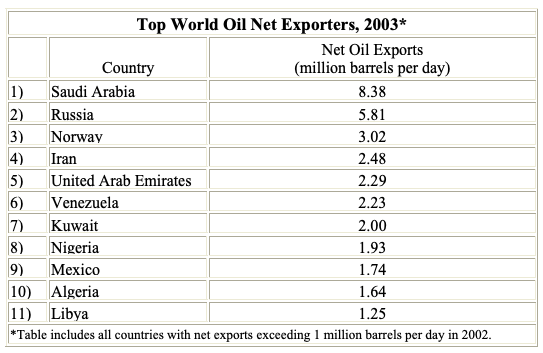 Top World Oil Net Exporters, 2003*
Country Net Oil Exports
(million barrels per day)
1) Saudi Arabia 8.38
2) Russia 5.81
3) Norway 3.02
4) Iran 2.48
5) United Arab Emirates 2.29
6) Venezuela 2.23
7) Kuwait 2.00
8) Nigeria 1.93
9) Mexico 1.74
10) Algeria 1.64
11) Libya 1.25
*Table includes all countries with net exports exceeding 1 million barrels per day in 2002.